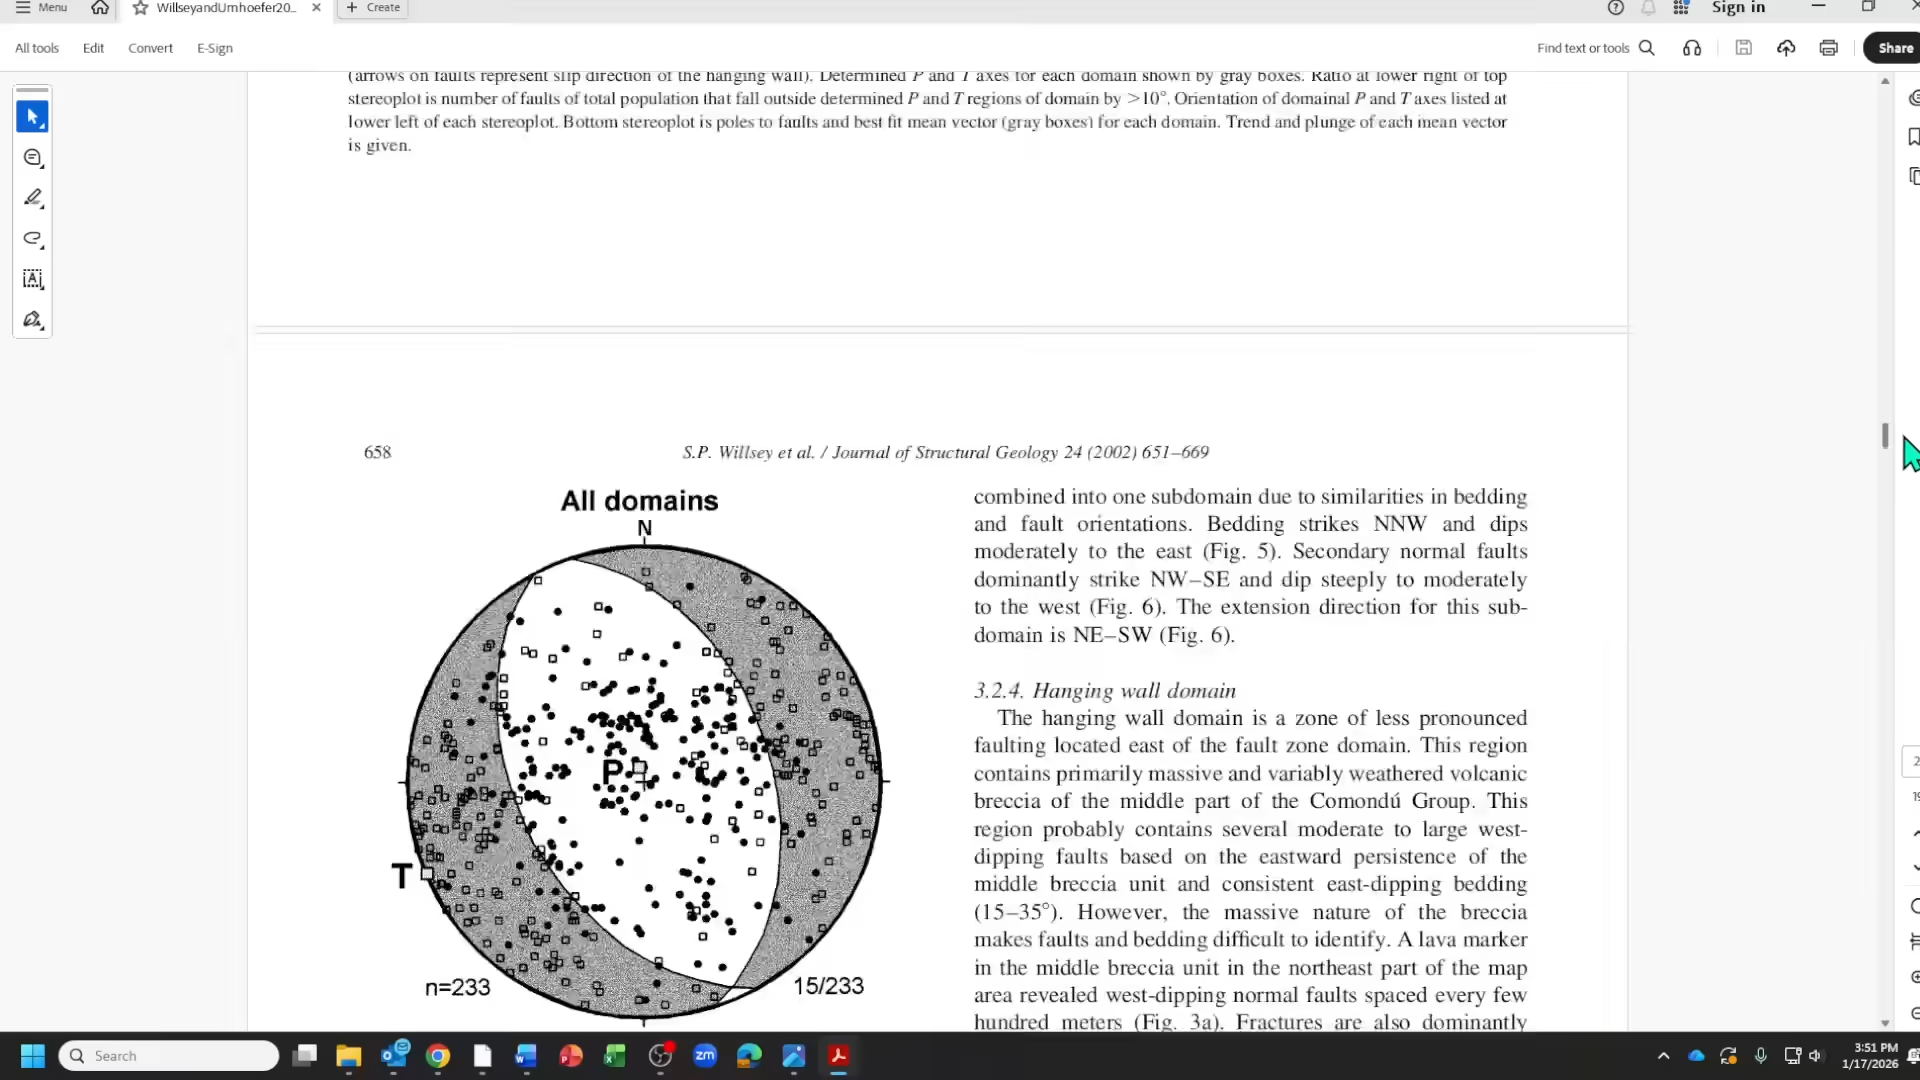 Menu
WillseyandUmhoefer20...
Create
Sign in
All tools
Edit
Convert
E-Sign
Find text or tools
Share
(arrows on faults represent slip direction of the hanging wall). Determined P and T axes for each domain shown by gray boxes. Ratio at lower right of top
stereoplot is number of faults of total population that fall outside determined P and T regions of domain by >10°. Orientation of domainal P and T axes listed at
lower left of each stereoplot. Bottom stereoplot is poles to faults and best fit mean vector (gray boxes) for each domain. Trend and plunge of each mean vector
is given.
658
S.P. Willsey et al. / Journal of Structural Geology 24 (2002) 651–669
All domains
N
P
T
n=233
15/233
combined into one subdomain due to similarities in bedding
and fault orientations. Bedding strikes NNW and dips
moderately to the east (Fig. 5). Secondary normal faults
dominantly strike NW–SE and dip steeply to moderately
to the west (Fig. 6). The extension direction for this sub-
domain is NE–SW (Fig. 6).
3.2.4. Hanging wall domain
The hanging wall domain is a zone of less pronounced
faulting located east of the fault zone domain. This region
contains primarily massive and variably weathered volcanic
breccia of the middle part of the Comondú Group. This
region probably contains several moderate to large west-
dipping faults based on the eastward persistence of the
middle breccia unit and consistent east-dipping bedding
(15–35°). However, the massive nature of the breccia
makes faults and bedding difficult to identify. A lava marker
in the middle breccia unit in the northeast part of the map
area revealed west-dipping normal faults spaced every few
hundred meters (Fig. 3a). Fractures are also dominantly
Search
zm
3:51 PM
1/17/2026